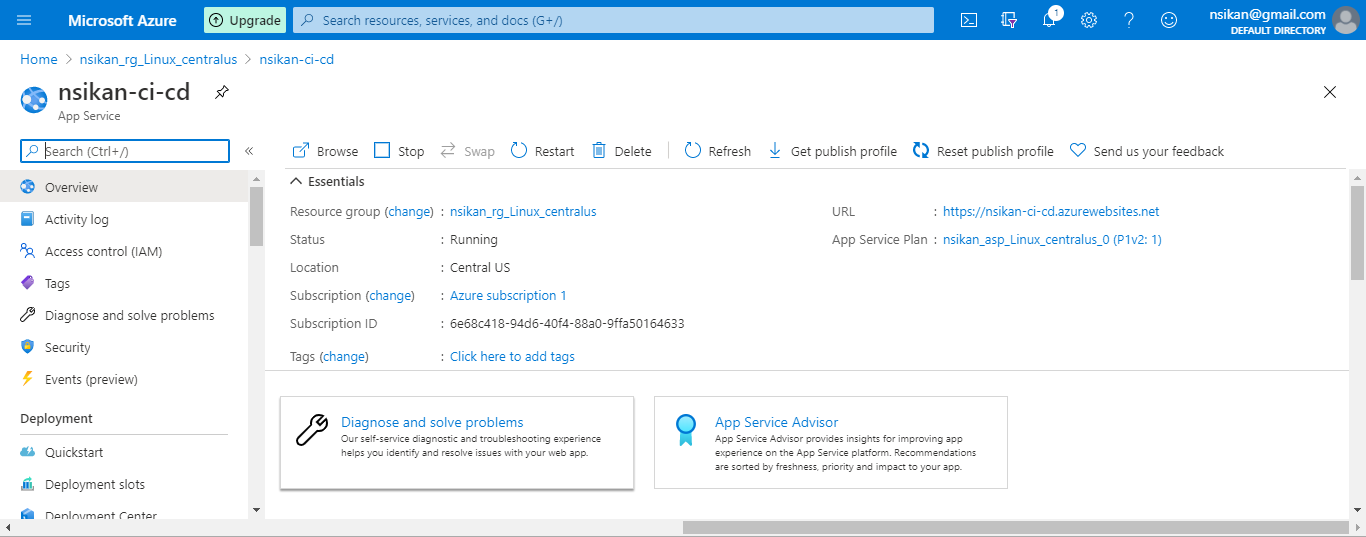 Microsoft Azure
Upgrade
Search resources, services, and docs (G+/)
1
nsikan@gmail.com
DEFAULT DIRECTORY
Home > nsikan_rg_Linux_centralus > nsikan-ci-cd
nsikan-ci-cd
App Service
Search (Ctrl+/)
«
Browse
Stop
Swap
Restart
Delete
Refresh
Get publish profile
Reset publish profile
Send us your feedback
Overview
Activity log
Access control (IAM)
Tags
Diagnose and solve problems
Security
Events (preview)
Deployment
Quickstart
Deployment slots
Deployment Center
Essentials
Resource group (change) : nsikan_rg_Linux_centralus
Status : Running
Location : Central US
Subscription (change) : Azure subscription 1
Subscription ID : 6e68c418-94d6-40f4-88a0-9ffa50164633
Tags (change) : Click here to add tags
URL : https://nsikan-ci-cd.azurewebsites.net
App Service Plan : nsikan_asp_Linux_centralus_0 (P1v2: 1)
Diagnose and solve problems
Our self-service diagnostic and troubleshooting experience
helps you identify and resolve issues with your web app.
App Service Advisor
App Service Advisor provides insights for improving app
experience on the App Service platform. Recommendations
are sorted by freshness, priority and impact to your app.